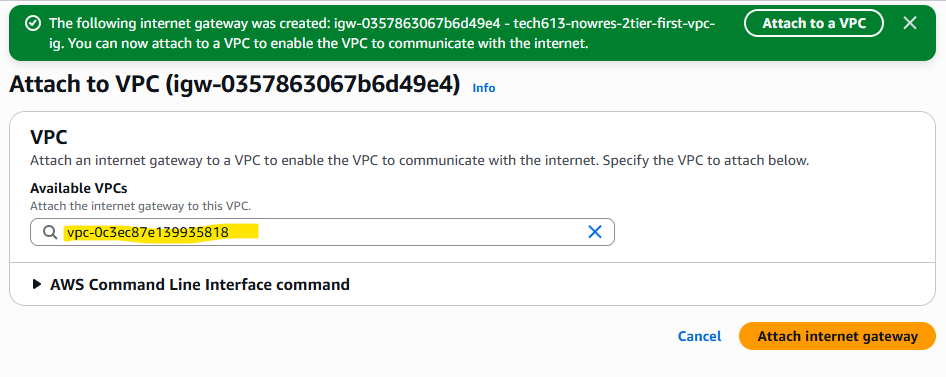 The following internet gateway was created: igw-0357863067b6d49e4 - tech613-nowres-2tier-first-vpc-
ig. You can now attach to a VPC to enable the VPC to communicate with the internet.
Attach to a VPC
Attach to VPC (igw-0357863067b6d49e4)
Info
VPC
Attach an internet gateway to a VPC to enable the VPC to communicate with the internet. Specify the VPC to attach below.
Available VPCs
Attach the internet gateway to this VPC.
vpc-0c3ec87e139935818
AWS Command Line Interface command
Cancel
Attach internet gateway